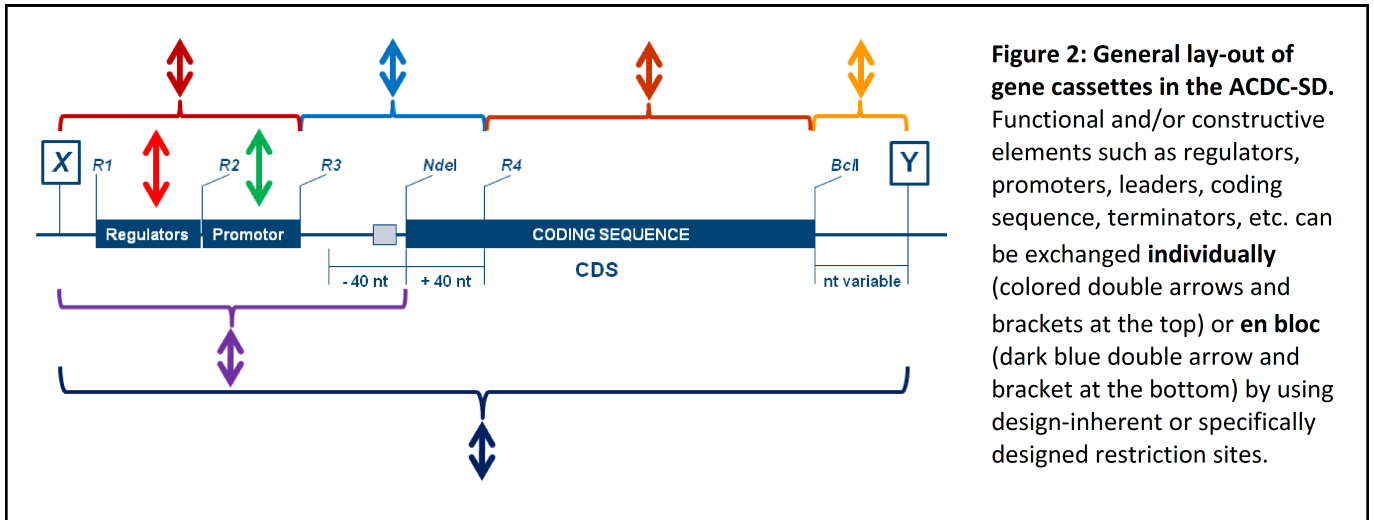 X
R1
R2
R3
NdeI
R4
BclI
Y
Regulators
Promotor
CODING SEQUENCE
CDS
- 40 nt
+ 40 nt
nt variable
Figure 2: General lay-out of
gene cassettes in the ACDC-SD.
Functional and/or constructive
elements such as regulators,
promoters, leaders, coding
sequence, terminators, etc. can
be exchanged individually
(colored double arrows and
brackets at the top) or en bloc
(dark blue double arrow and
bracket at the bottom) by using
design-inherent or specifically
designed restriction sites.